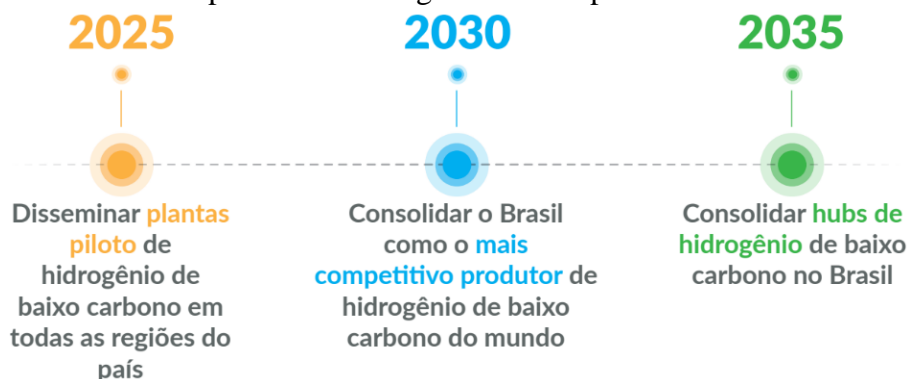 2025
Disseminar plantas
piloto de
hidrogênio de
baixo carbono em
todas as regiões do
país
2030
Consolidar o Brasil
como o mais
competitivo produtor de
hidrogênio de baixo
carbono do mundo
2035
Consolidar hubs de
hidrogênio de baixo
carbono no Brasil